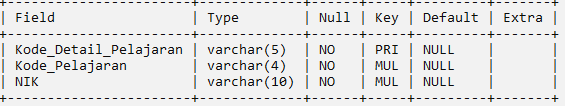 +----------------------+-------------+------+-----+---------+-------+
| Field                | Type        | Null | Key | Default | Extra |
+----------------------+-------------+------+-----+---------+-------+
| Kode_Detail_Pelajaran | varchar(5)  | NO   | PRI | NULL    |       |
| Kode_Pelajaran       | varchar(4)  | NO   | MUL | NULL    |       |
| NIK                  | varchar(10) | NO   | MUL | NULL    |       |
+----------------------+-------------+------+-----+---------+-------+